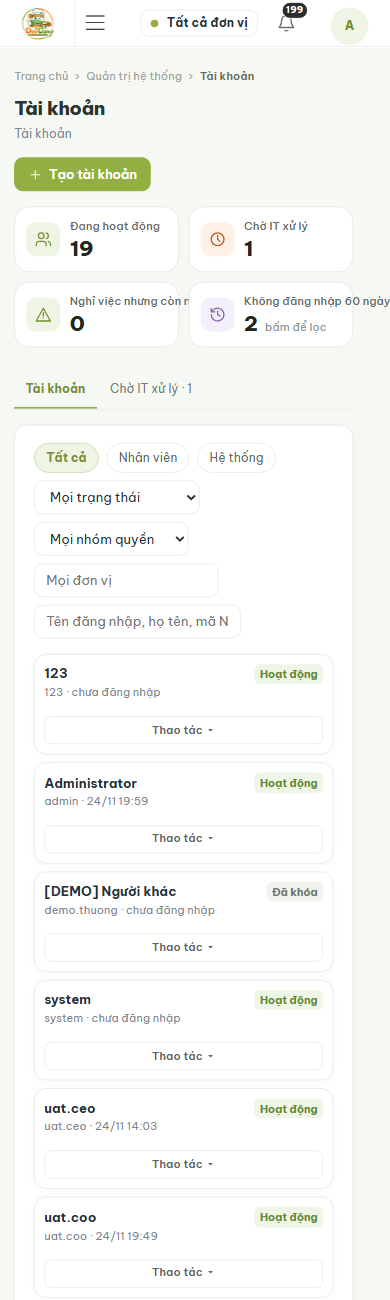 Tất cả đơn vị
199
A
Trang chủ › Quản trị hệ thống › Tài khoản
Tài khoản
Tài khoản
+ Tạo tài khoản
Đang hoạt động
19
Chờ IT xử lý
1
Nghỉ việc nhưng còn
0
Không đăng nhập 60 ngày
2 bấm để lọc
Tài khoản
Chờ IT xử lý · 1
Tất cả
Nhân viên
Hệ thống
Mọi trạng thái
Mọi nhóm quyền
Mọi đơn vị
Tên đăng nhập, họ tên, mã N
123
Hoạt động
123 · chưa đăng nhập
Thao tác
Administrator
Hoạt động
admin · 24/11 19:59
Thao tác
[DEMO] Người khác
Đã khóa
demo.thuong · chưa đăng nhập
Thao tác
system
Hoạt động
system · chưa đăng nhập
Thao tác
uat.ceo
Hoạt động
uat.ceo · 24/11 14:03
Thao tác
uat.coo
Hoạt động
uat.coo · 24/11 19:49
Thao tác